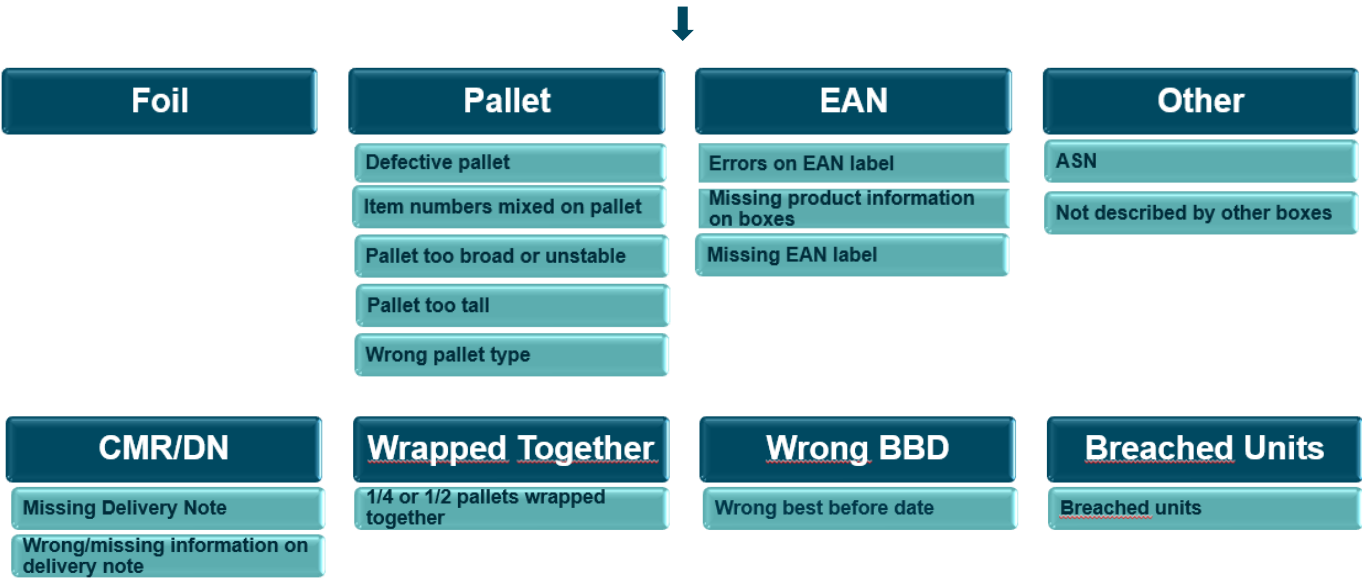 Foil
Pallet
Defective pallet
Item numbers mixed on pallet
Pallet too broad or unstable
Pallet too tall
Wrong pallet type
EAN
Errors on EAN label
Missing product information
on boxes
Missing EAN label
Other
ASN
Not described by other boxes
CMR/DN
Missing Delivery Note
Wrong/missing information on
delivery note
Wrapped Together
1/4 or 1/2 pallets wrapped
together
Wrong BBD
Wrong best before date
Breached Units
Breached units